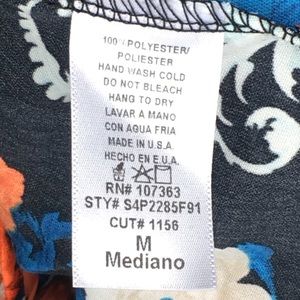 100% POLYESTER/
POLIESTER
HAND WASH COLD
DO NOT BLEACH
HANG TO DRY
LAVAR A MANO
CON AGUA FRIA
MADE IN U.S.A
HECHO EN E.U.A.
RN# 107363
STY# S4P2285F91
CUT# 1156
M
Mediano